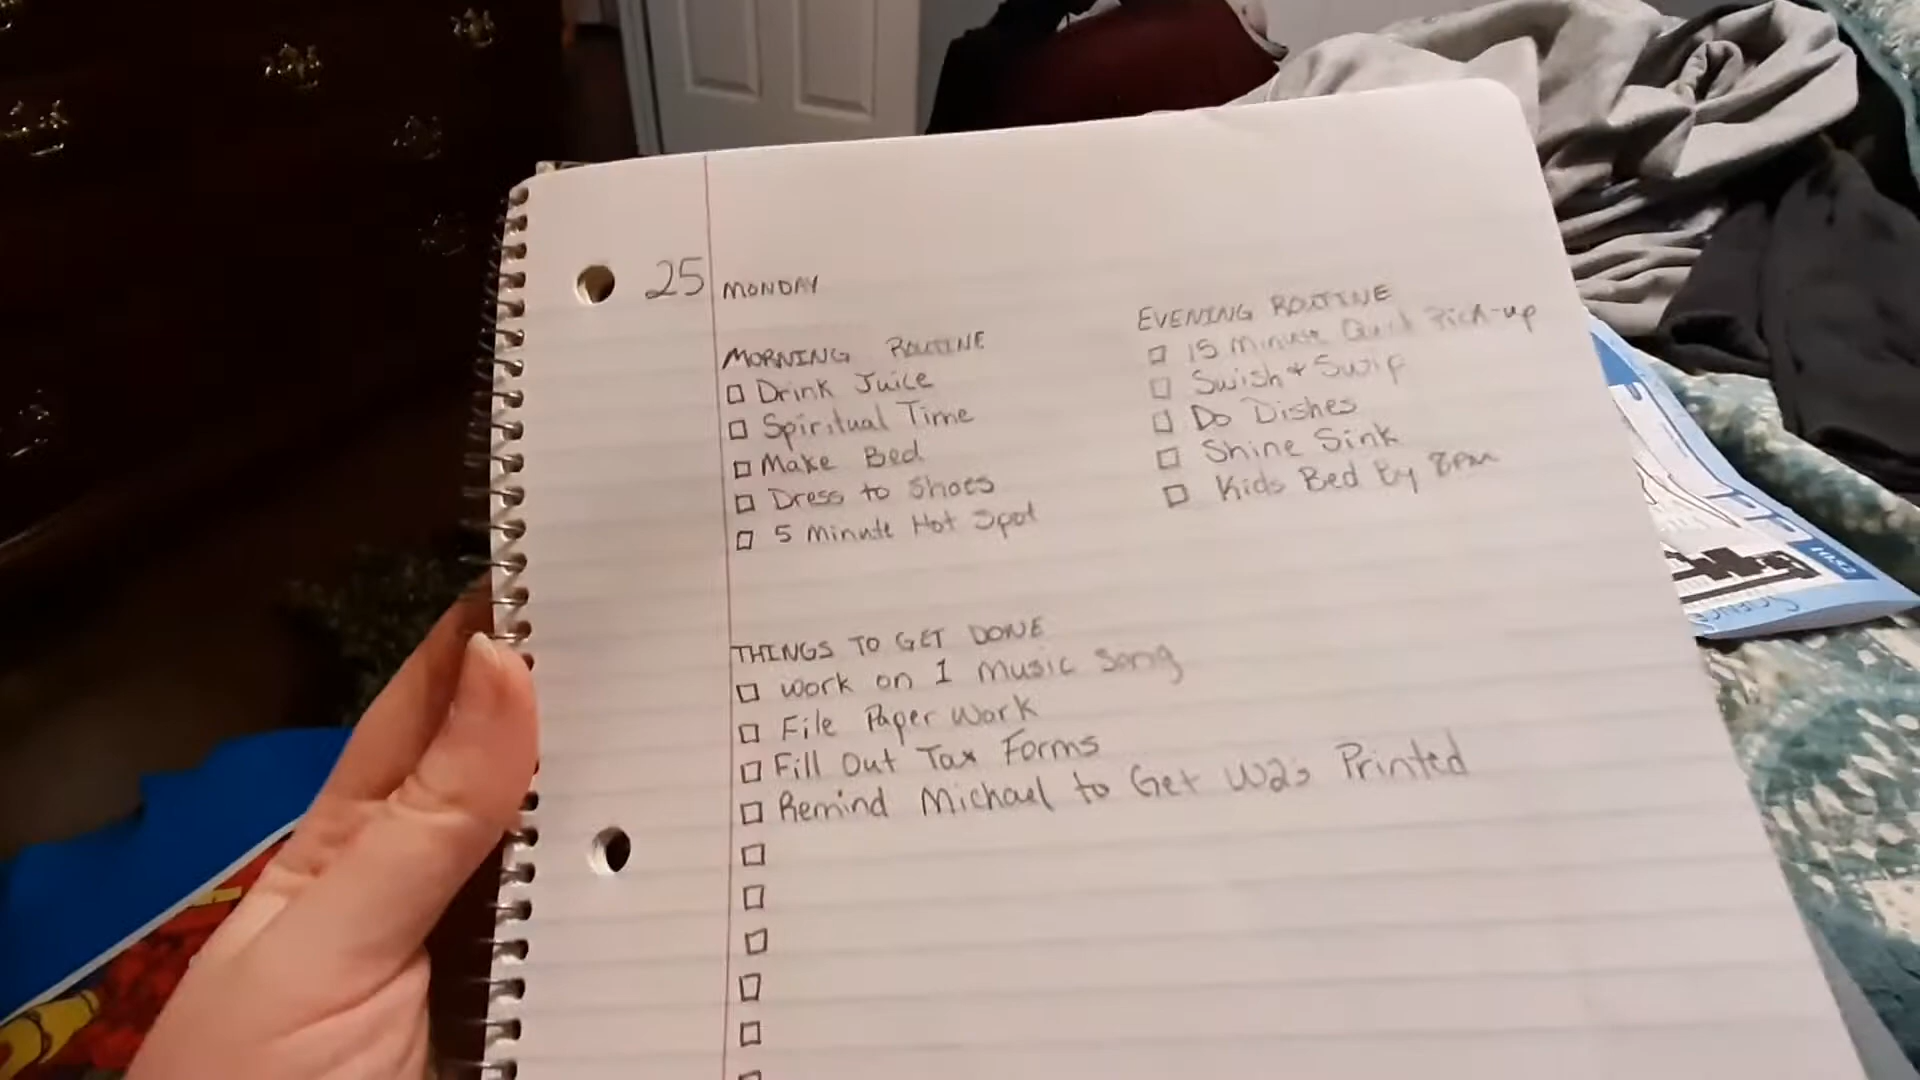 25 MONDAY
MORNING ROUTINE
□ Drink Juice
□ Spiritual Time
□ Make Bed
□ Dress to Shoes
□ 5 Minute Hot Spot
EVENING ROUTINE
□ 15 Minute Quick Pick-up
□ Swish + Swip
□ Do Dishes
□ Shine Sink
□ Kids Bed By 8pm
THINGS TO GET DONE
□ Work on 1 Music Song
□ File Paper Work
□ Fill Out Tax Forms
□ Remind Michael to Get W2s Printed
□
□
□
□
□